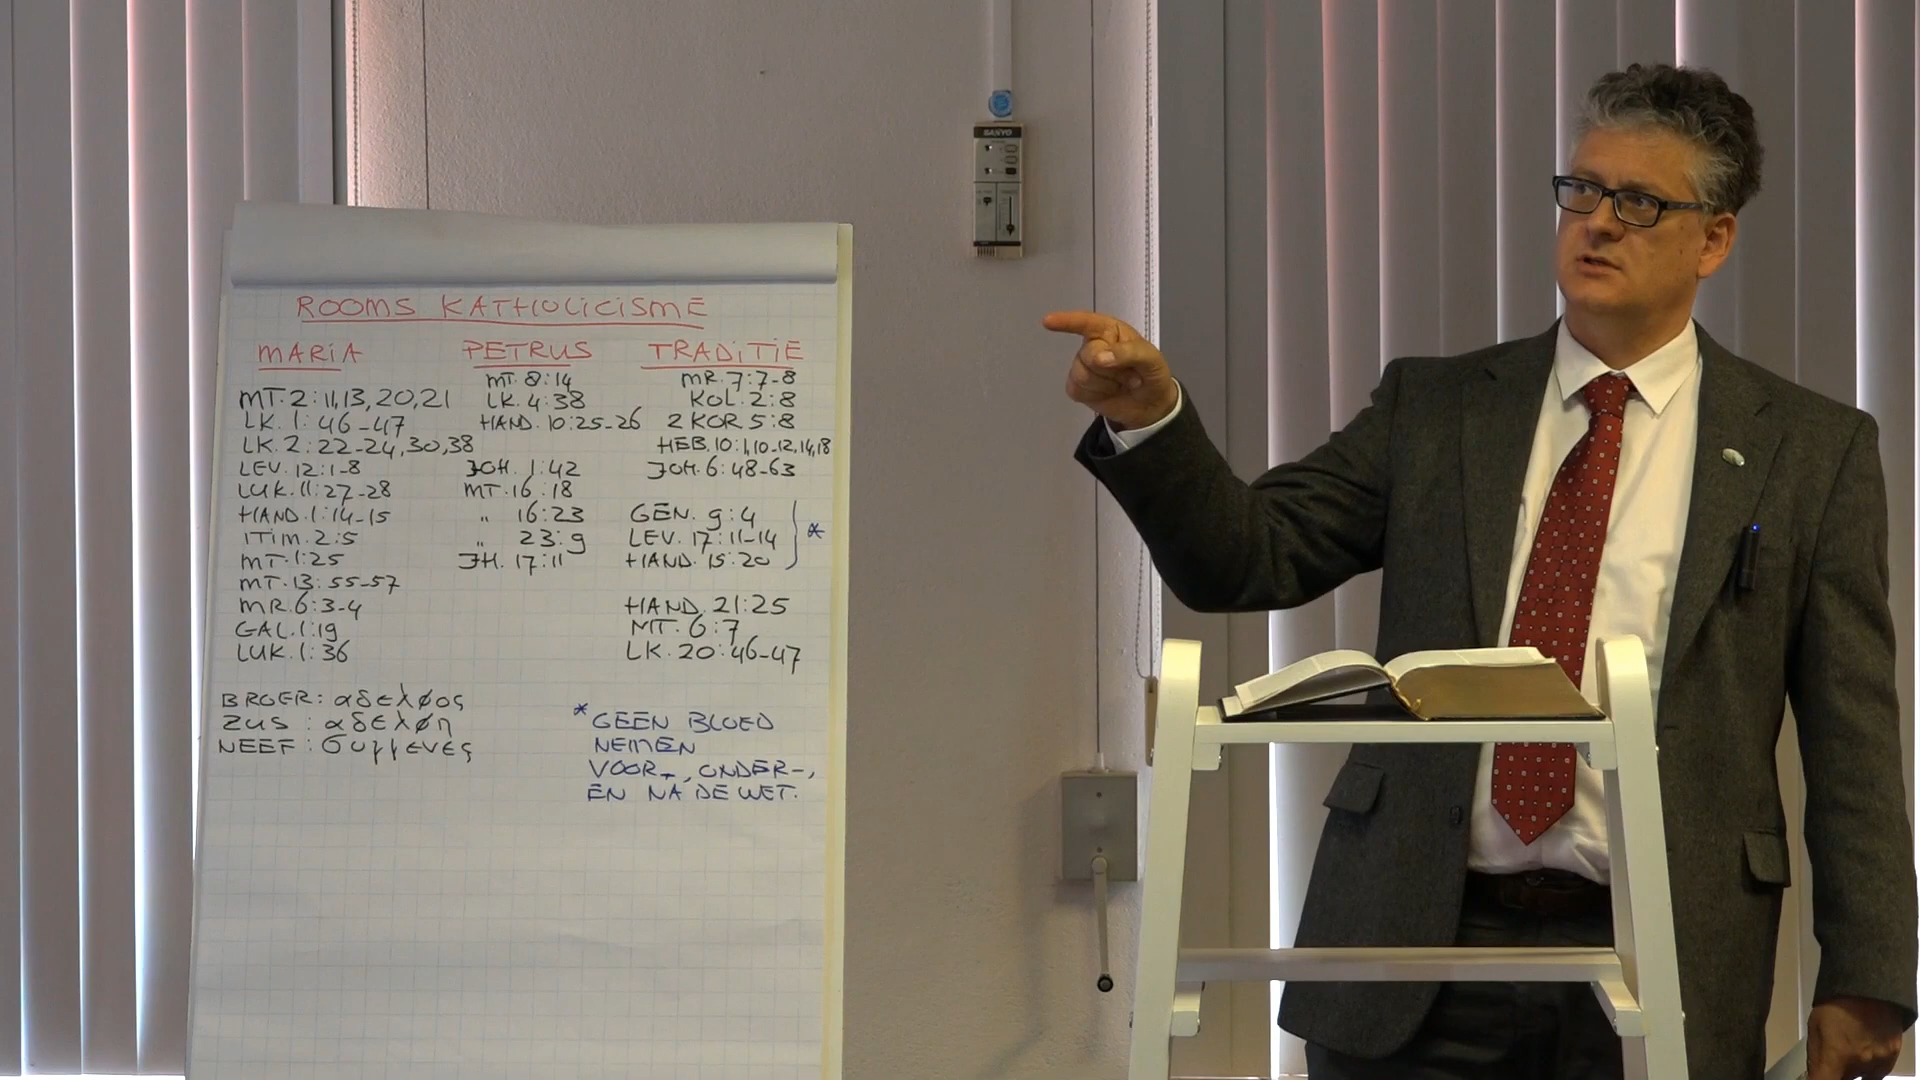 SANYO
ROOMS KATHOLICISME
MARIA
MT. 2:11,13,20,21
LK. 1:46-47
LK. 2:22-24,30,38
LEV. 12:1-8
LUK. 11:27-28
HAND. 1:14-15
1TIM. 2:5
MT. 1:25
MT. 13:55-57
MR. 6:3-4
GAL. 1:19
LUK. 1:36
BROER: αδελφος
ZUS : αδελφη
NEEF: συγγενες
PETRUS
MT. 8:14
LK. 4:38
HAND. 10:25-26
JOH. 1:42
MT. 16:18
" 16:23
" 23:9
JH. 17:11
TRADITIE
MR. 7:7-8
KOL. 2:8
2 KOR 5:8
HEB. 10:1,10-12,14,18
JOH. 6:48-63
GEN. 9:4
LEV. 17:11-14 *
HAND. 15:20
HAND. 21:25
MT. 6:7
LK. 20:46-47
* GEEN BLOED
NEMEN
VOOR-, ONDER-,
EN NA DE WET.